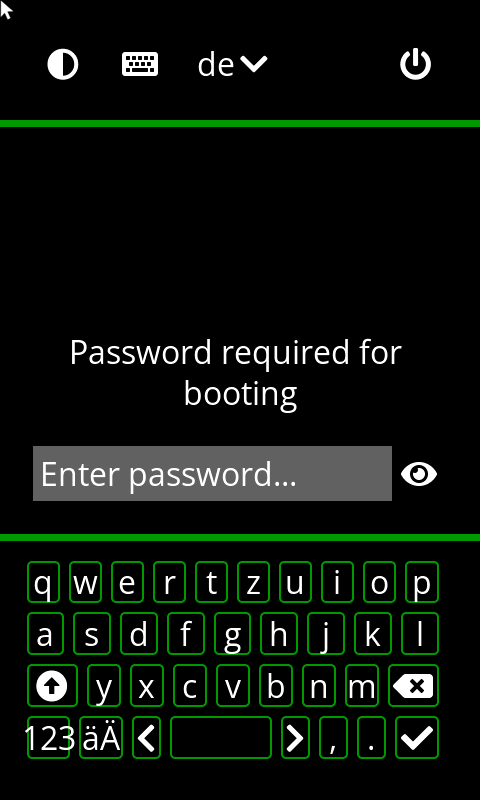 de
Password required for
booting
Enter password...
q w e r t z u i o p
a s d f g h j k l
y x c v b n m
123 äÄ , .